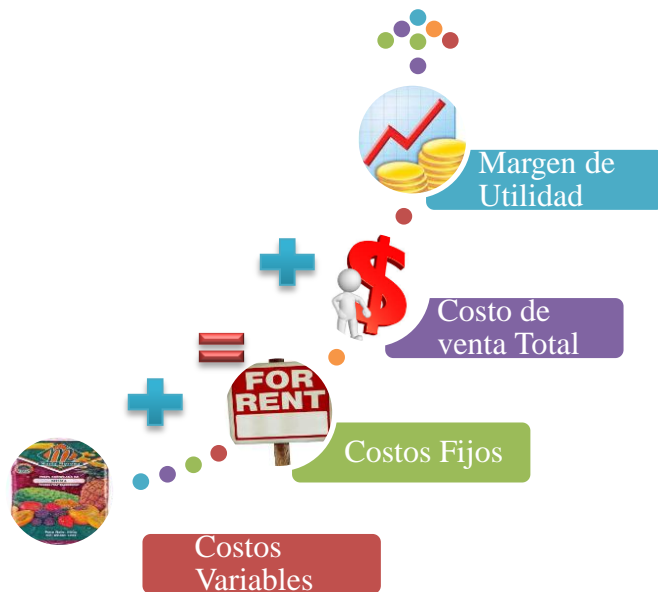 Margen de
Utilidad
Costo de
venta Total
FOR
RENT
Costos Fijos
Costos
Variables